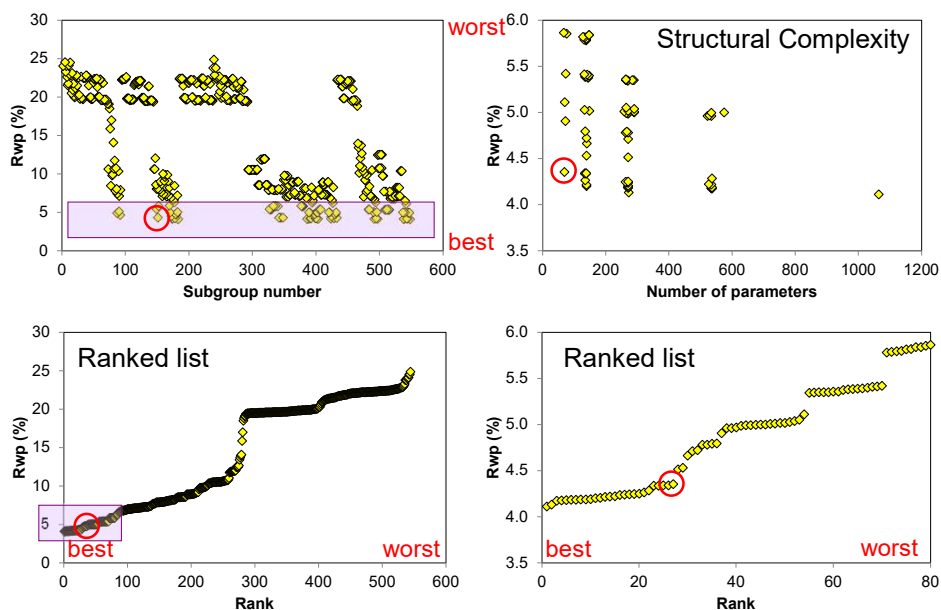 30
25
20
15
10
5
0
Rwp (%)
0 100 200 300 400 500 600
Subgroup number
worst
best
6.0
5.5
5.0
4.5
4.0
3.5
Rwp (%)
Structural Complexity
0 200 400 600 800 1000 1200
Number of parameters
30
25
20
15
10
5
0
Rwp (%)
Ranked list
best
worst
0 100 200 300 400 500 600
Rank
6.0
5.5
5.0
4.5
4.0
3.5
Rwp (%)
Ranked list
best
worst
0 20 40 60 80
Rank